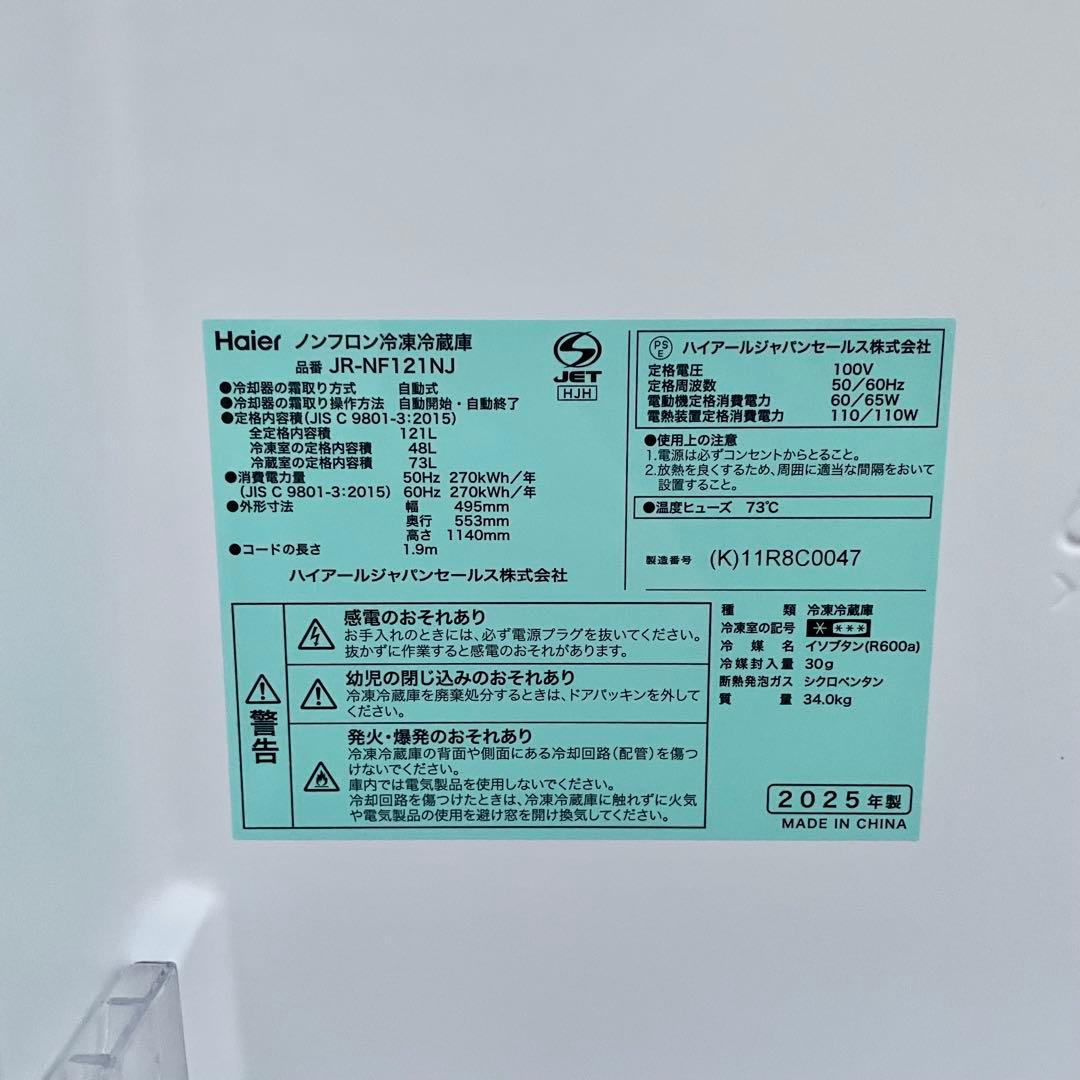 Haier ノンフロン冷凍冷蔵庫
品番 JR-NF121NJ
●冷却器の霜取り方式 自動式
●冷却器の霜取り操作方法 自動開始・自動終了
●定格内容積(JIS C 9801-3:2015)
全定格内容積 121L
冷凍室の定格内容積 48L
冷蔵室の定格内容積 73L
●消費電力量 50Hz 270kWh/年
(JIS C 9801-3:2015) 60Hz 270kWh/年
●外形寸法 幅 495mm
奥行 553mm
高さ 1140mm
●コードの長さ 1.9m
ハイアールジャパンセールス株式会社
S
JET
HJH
PS
E
ハイアールジャパンセールス株式会社
定格電圧 100V
定格周波数 50/60Hz
電動機定格消費電力 60/65W
電熱装置定格消費電力 110/110W
●使用上の注意
1.電源は必ずコンセントからとること。
2.放熱を良くするため、周囲に適当な間隔をおいて
設置すること。
●温度ヒューズ 73℃
製造番号 (K)11R8C0047
警告
感電のおそれあり
お手入れのときには、必ず電源プラグを抜いてください。
抜かずに作業すると感電のおそれがあります。
幼児の閉じ込みのおそれあり
冷凍冷蔵庫を廃棄処分するときは、ドアパッキンを外して
ください。
発火・爆発のおそれあり
冷凍冷蔵庫の背面や側面にある冷却回路(配管)を傷つ
けないでください。
庫内では電気製品を使用しないでください。
冷却回路を傷つけたときは、冷凍冷蔵庫に触れずに火気
や電気製品の使用を避け窓を開け換気してください。
種類 冷凍冷蔵庫
冷凍室の記号 * ***
冷媒名 イソブタン(R600a)
冷媒封入量 30g
断熱発泡ガス シクロペンタン
質量 34.0kg
2025年製
MADE IN CHINA